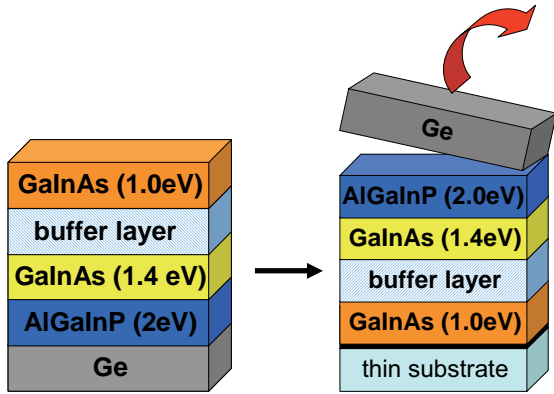 GaInAs (1.0eV)
buffer layer
GaInAs (1.4 eV)
AlGaInP (2eV)
Ge
Ge
AlGaInP (2.0eV)
GaInAs (1.4eV)
buffer layer
GaInAs (1.0eV)
thin substrate